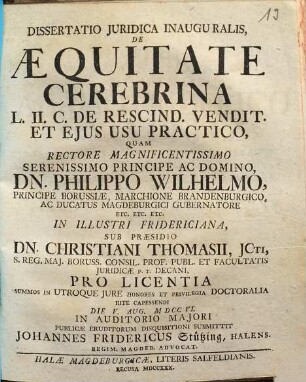 13
DISSERTATIO JURIDICA INAUGURALIS,
DE
ÆQUITATE
CEREBRINA
L. II. C. DE RESCIND. VENDIT.
ET EJUS USU PRACTICO,
QUAM
RECTORE MAGNIFICENTISSIMO
SERENISSIMO PRINCIPE AC DOMINO,
DN. PHILIPPO WILHELMO,
PRINCIPE BORUSSIÆ, MARCHIONE BRANDENBURGICO,
AC DUCATUS MAGDEBURGICI GUBERNATORE
ETC. ETC. ETC.
IN ILLUSTRI FRIDERICIANA,
SUB PRÆSIDIO
DN. CHRISTIANI THOMASII, JCTI,
S. REG. MAJ. BORUSS. CONSIL. PROF. PUBL. ET FACULTATIS
JURIDICÆ P. T. DECANI,
PRO LICENTIA
SUMMOS IN UTROQUE JURE HONORES ET PRIVILEGIA DOCTORALIA
RITE CAPESSENDI
DIE V. AUG. MDCCVI.
IN AUDITORIO MAJORI
PUBLICÆ ERUDITORUM DISQUISITIONI SUBMITTIT
JOHANNES FRIDERICUS Stützing, HALENS.
REGIM. MAGDEB. ADVOCAT.
HALÆ MAGDEBURGICÆ, LITERIS SALFELDIANIS.
RECUSA MDCCXXX.